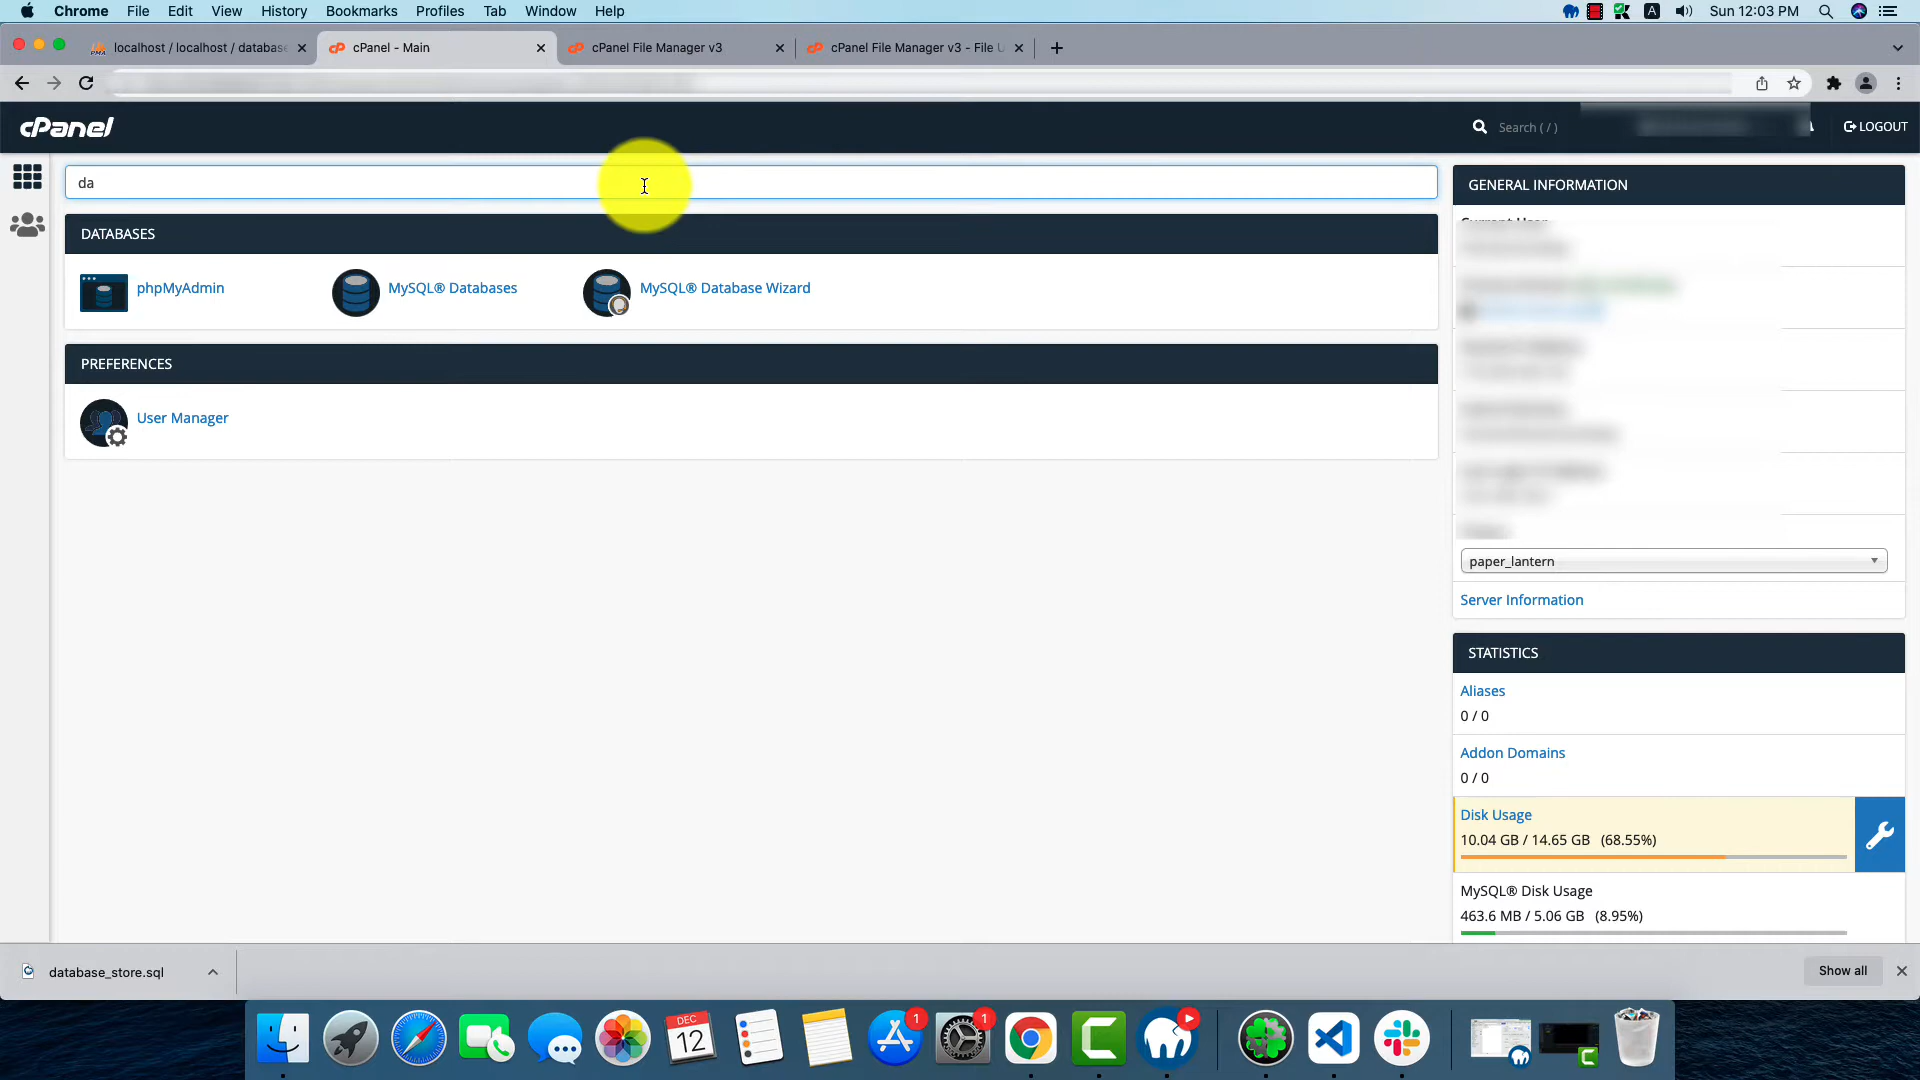 Chrome File Edit View History Bookmarks Profiles Tab Window Help A Sun 12:03 PM
localhost / localhost / database cPanel - Main cPanel File Manager v3 cPanel File Manager v3 - File U
cPanel Search ( / ) LOGOUT
da
GENERAL INFORMATION
DATABASES
phpMyAdmin MySQL® Databases MySQL® Database Wizard
PREFERENCES
User Manager
paper_lantern
Server Information
STATISTICS
Aliases
0 / 0
Addon Domains
0 / 0
Disk Usage
10.04 GB / 14.65 GB (68.55%)
MySQL® Disk Usage
463.6 MB / 5.06 GB (8.95%)
database_store.sql Show all
DEC
12
1
1